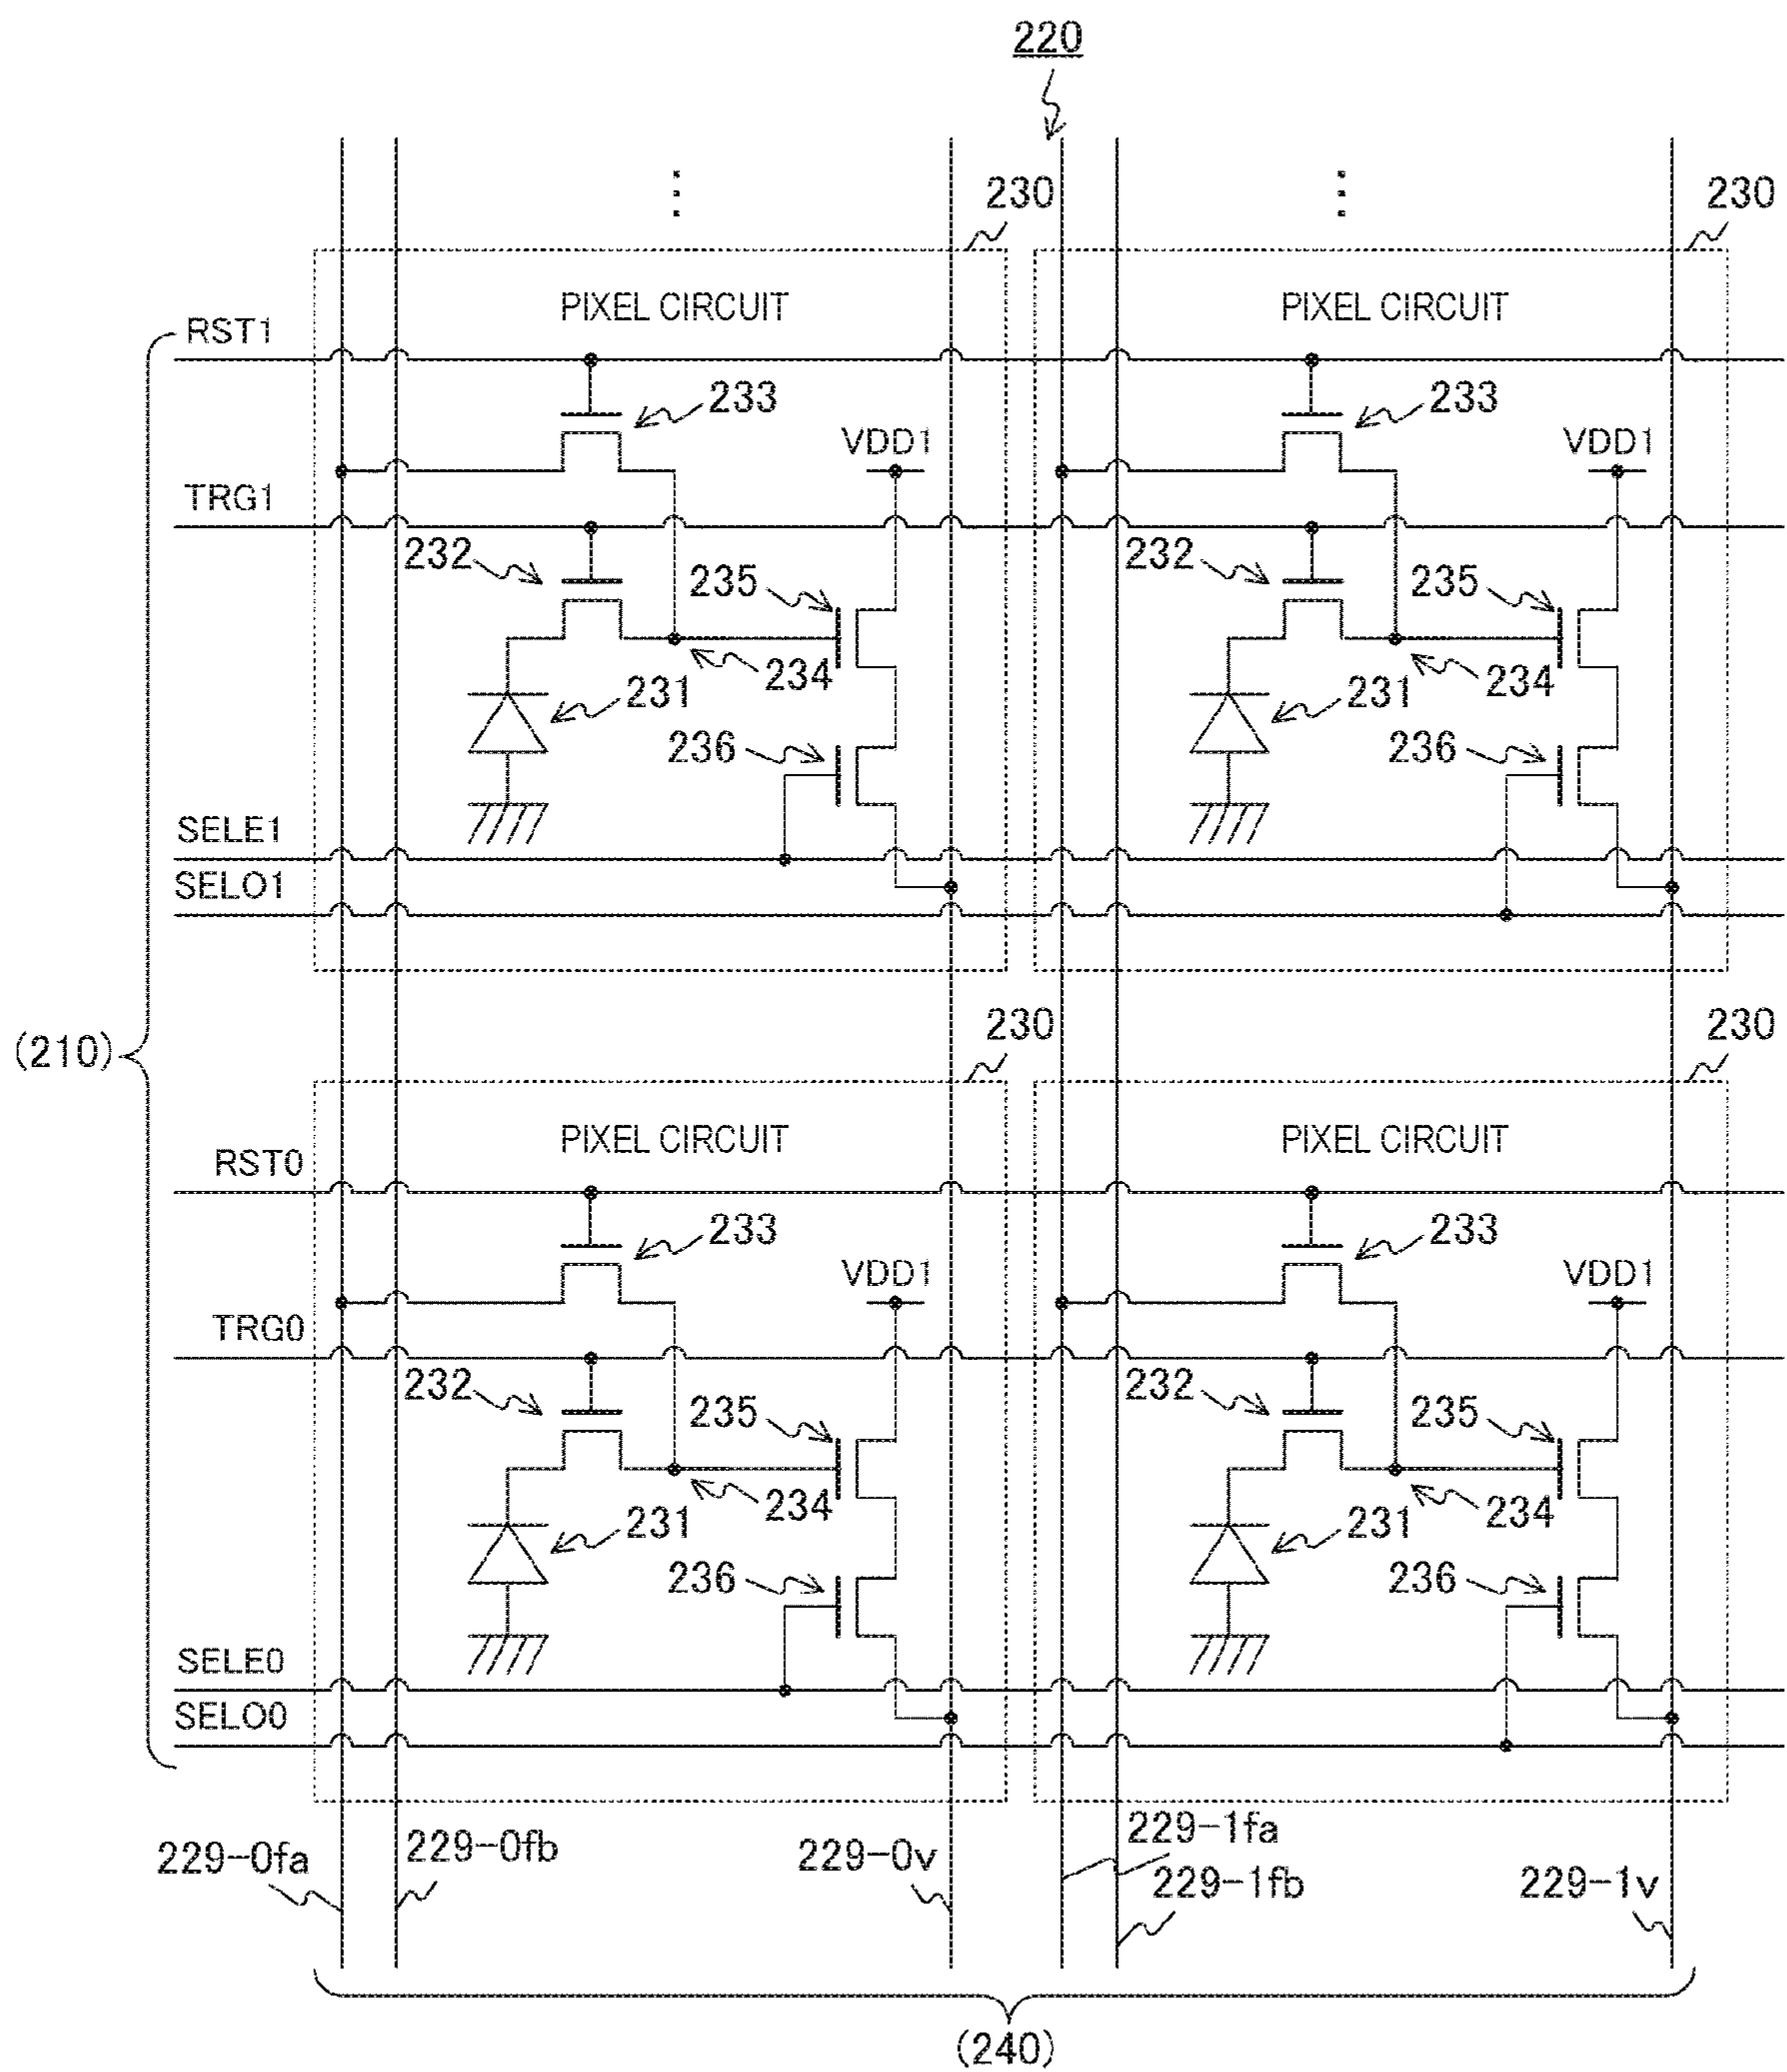 220
230
230
PIXEL CIRCUIT
PIXEL CIRCUIT
RST1
233
233
VDD1
VDD1
TRG1
232
235
232
235
234
234
231
231
236
236
SELE1
SELO1
(210)
230
230
PIXEL CIRCUIT
PIXEL CIRCUIT
RST0
233
233
VDD1
VDD1
TRG0
232
235
232
235
234
234
231
231
236
236
SELE0
SELO0
229-0fa
229-0fb
229-0v
229-1fa
229-1fb
229-1v
(240)